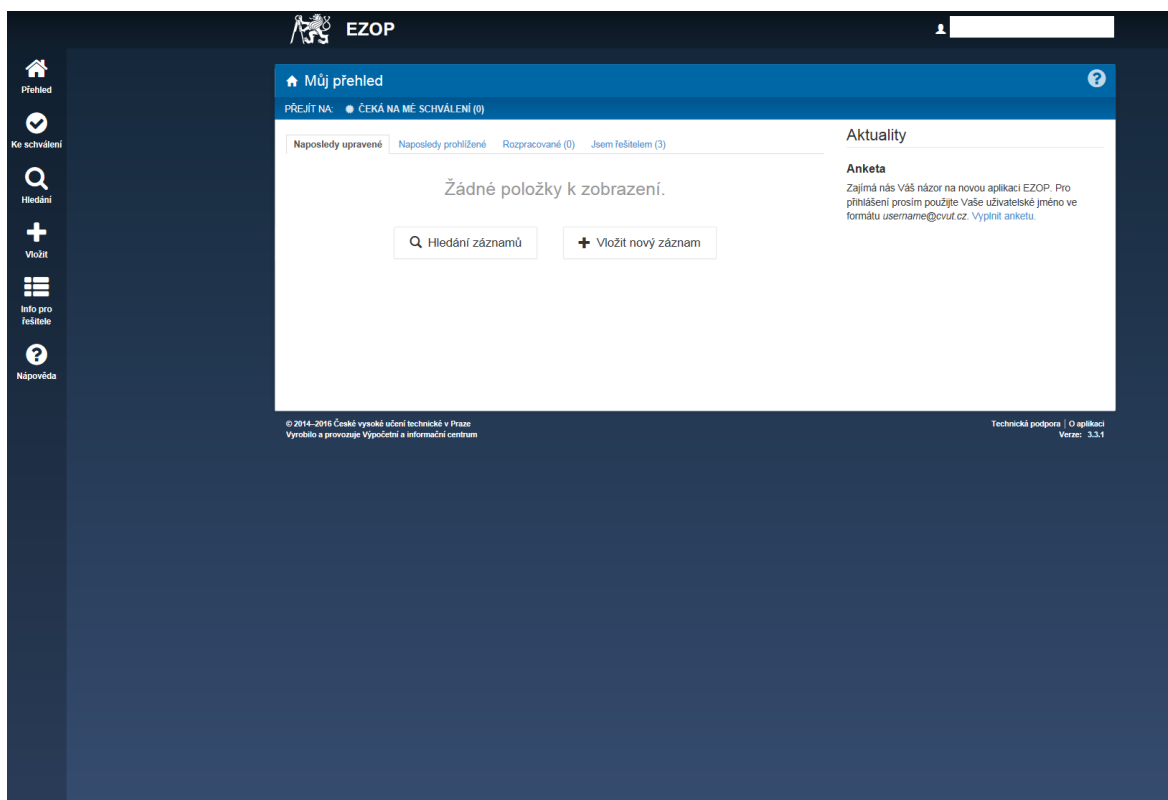 EZOP
Přehled
Ke schválení
Hledání
Vložit
Info pro
řešitele
Nápověda
Můj přehled
PŘEJÍT NA: ČEKÁ NA MÉ SCHVÁLENÍ (0)
Naposledy upravené Naposledy prohlížené Rozpracované (0) Jsem řešitelem (3)
Žádné položky k zobrazení.
Hledání záznamů Vložit nový záznam
Aktuality
Anketa
Zajímá nás Váš názor na novou aplikaci EZOP. Pro
přihlášení prosím použijte Vaše uživatelské jméno ve
formátu username@cvut.cz. Vyplnit anketu.
© 2014–2016 České vysoké učení technické v Praze
Vyrobilo a provozuje Výpočetní a informační centrum
Technická podpora | O aplikaci
Verze: 3.3.1